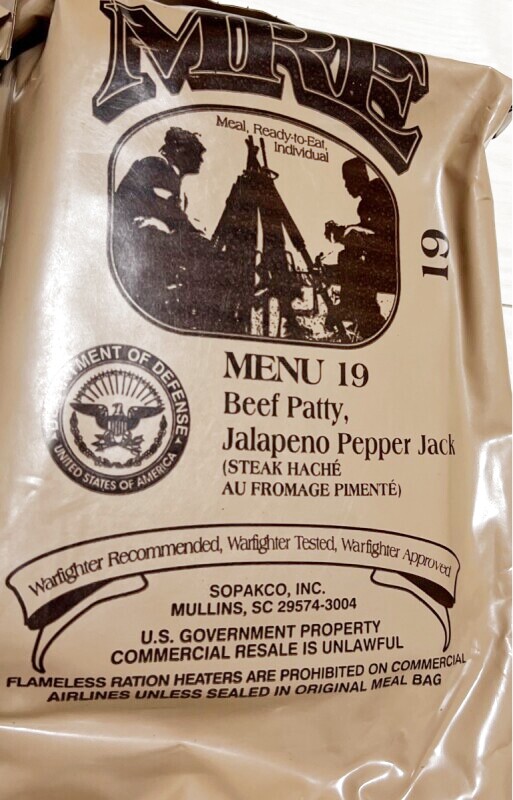 MRE
Meal, Ready-to-Eat,
Individual
19
MENU 19
Beef Patty,
Jalapeno Pepper Jack
(STEAK HACHÉ
AU FROMAGE PIMENTÉ)
DEPARTMENT OF DEFENSE
UNITED STATES OF AMERICA
Warfighter Recommended, Warfighter Tested, Warfighter Approved
SOPAKCO, INC.
MULLINS, SC 29574-3004
U.S. GOVERNMENT PROPERTY
COMMERCIAL RESALE IS UNLAWFUL
FLAMELESS RATION HEATERS ARE PROHIBITED ON COMMERCIAL
AIRLINES UNLESS SEALED IN ORIGINAL MEAL BAG